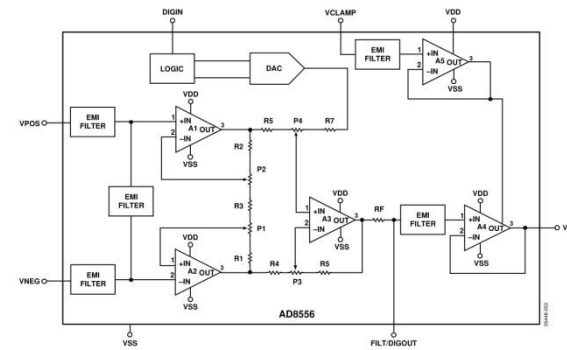 DIGIN
VCLAMP
VDD
LOGIC
DAC
EMI FILTER
1 +IN
2 -IN
A5 OUT 3
VSS
VPOS
EMI FILTER
VDD
1 +IN
2 -IN
A1 OUT 3
VSS
R5
P4
R7
R2
P2
R3
P1
R1
EMI FILTER
VDD
1 +IN
2 -IN
A3 OUT 3
VSS
RF
EMI FILTER
VDD
1 +IN
2 -IN
A4 OUT 3
VSS
VNEG
EMI FILTER
VDD
1 +IN
2 -IN
A2 OUT 3
VSS
R4
P3
R5
AD8556
VSS
FILT/DIGOUT